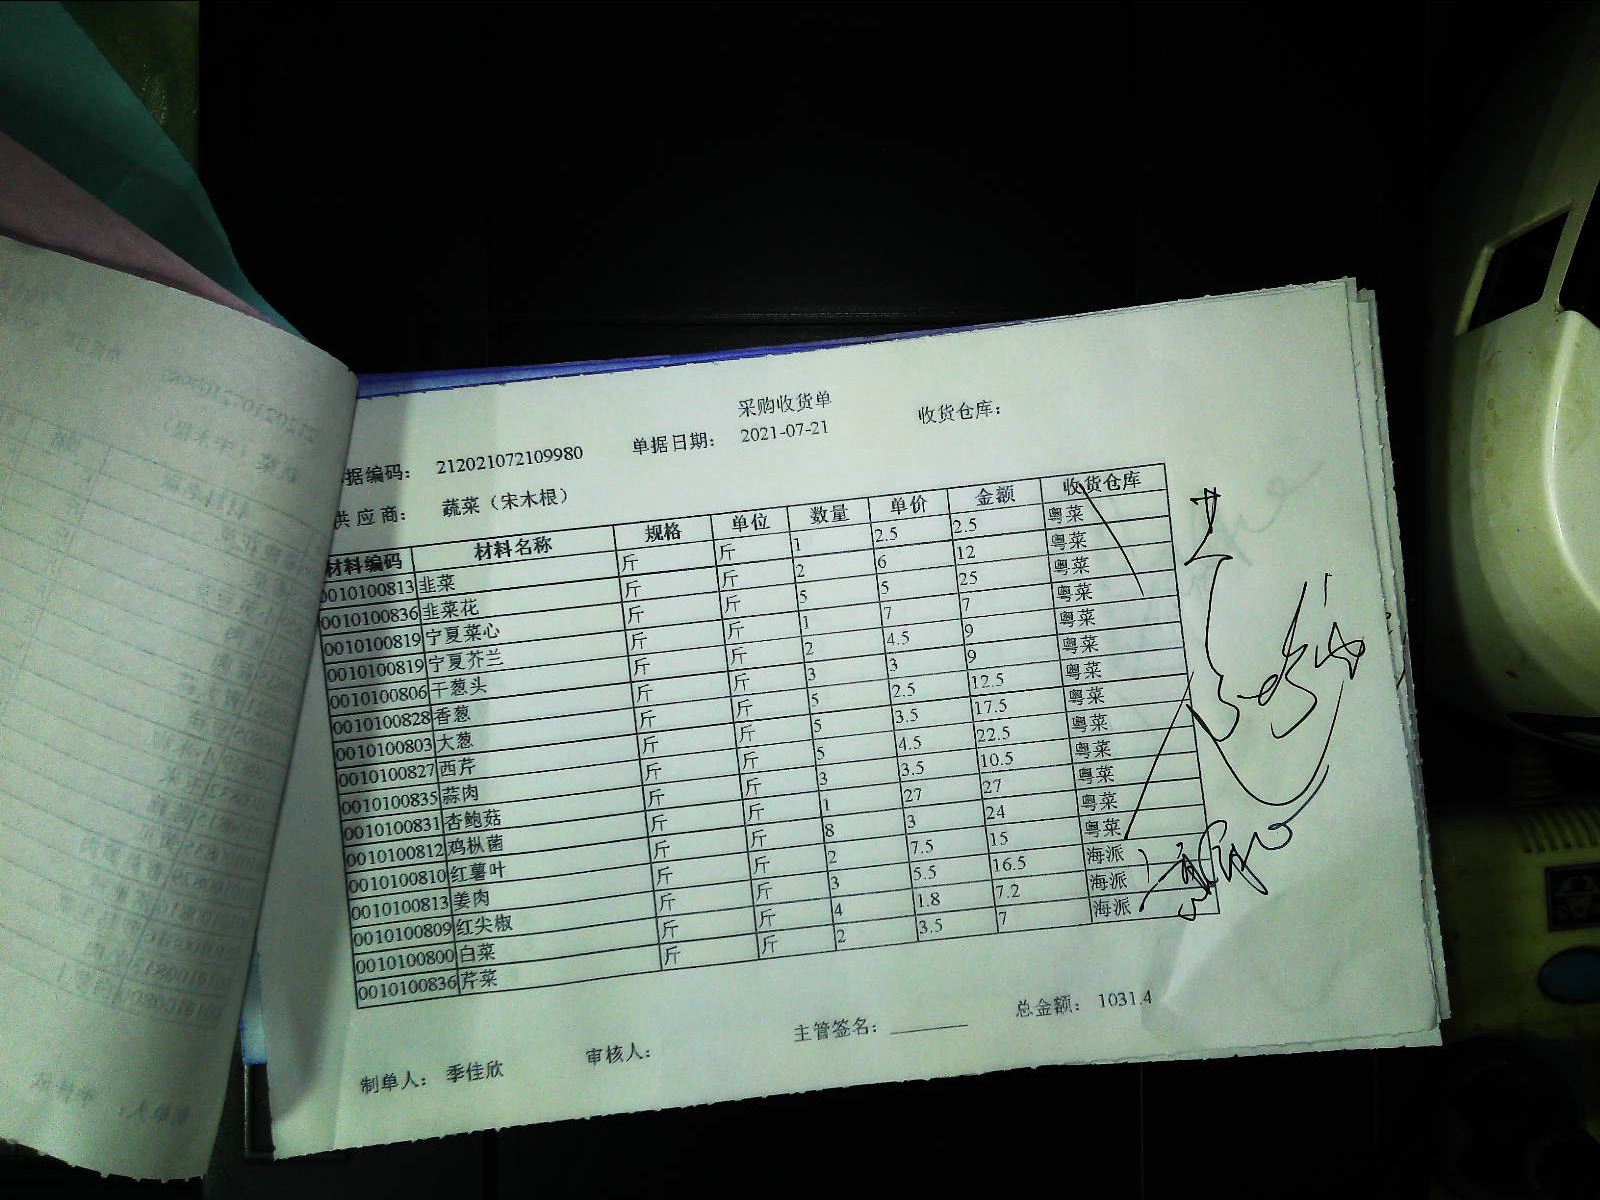 采购收货单
据编码： 212021072109980 单据日期： 2021-07-21 收货仓库：
供应商： 蔬菜（宋木根）
材料编码 材料名称 规格 单位 数量 单价 金额 收货仓库
0010100813 韭菜 斤 斤 1 2.5 2.5 粤菜
0010100836 韭菜花 斤 斤 2 6 12 粤菜
0010100819 宁夏菜心 斤 斤 5 5 25 粤菜
0010100819 宁夏芥兰 斤 斤 1 7 7 粤菜
0010100806 干葱头 斤 斤 2 4.5 9 粤菜
0010100828 香葱 斤 斤 3 3 9 粤菜
0010100803 大葱 斤 斤 5 2.5 12.5 粤菜
0010100827 西芹 斤 斤 5 3.5 17.5 粤菜
0010100835 蒜肉 斤 斤 5 4.5 22.5 粤菜
0010100831 杏鲍菇 斤 斤 3 3.5 10.5 粤菜
0010100812 鸡枞菌 斤 斤 1 27 27 粤菜
0010100810 红薯叶 斤 斤 8 3 24 粤菜
0010100813 姜肉 斤 斤 2 7.5 15 粤菜
0010100809 红尖椒 斤 斤 3 5.5 16.5 海派
0010100800 白菜 斤 斤 4 1.8 7.2 海派
0010100836 芹菜 斤 斤 2 3.5 7 海派
制单人： 季佳欣 审核人： 主管签名： 总金额： 1031.4